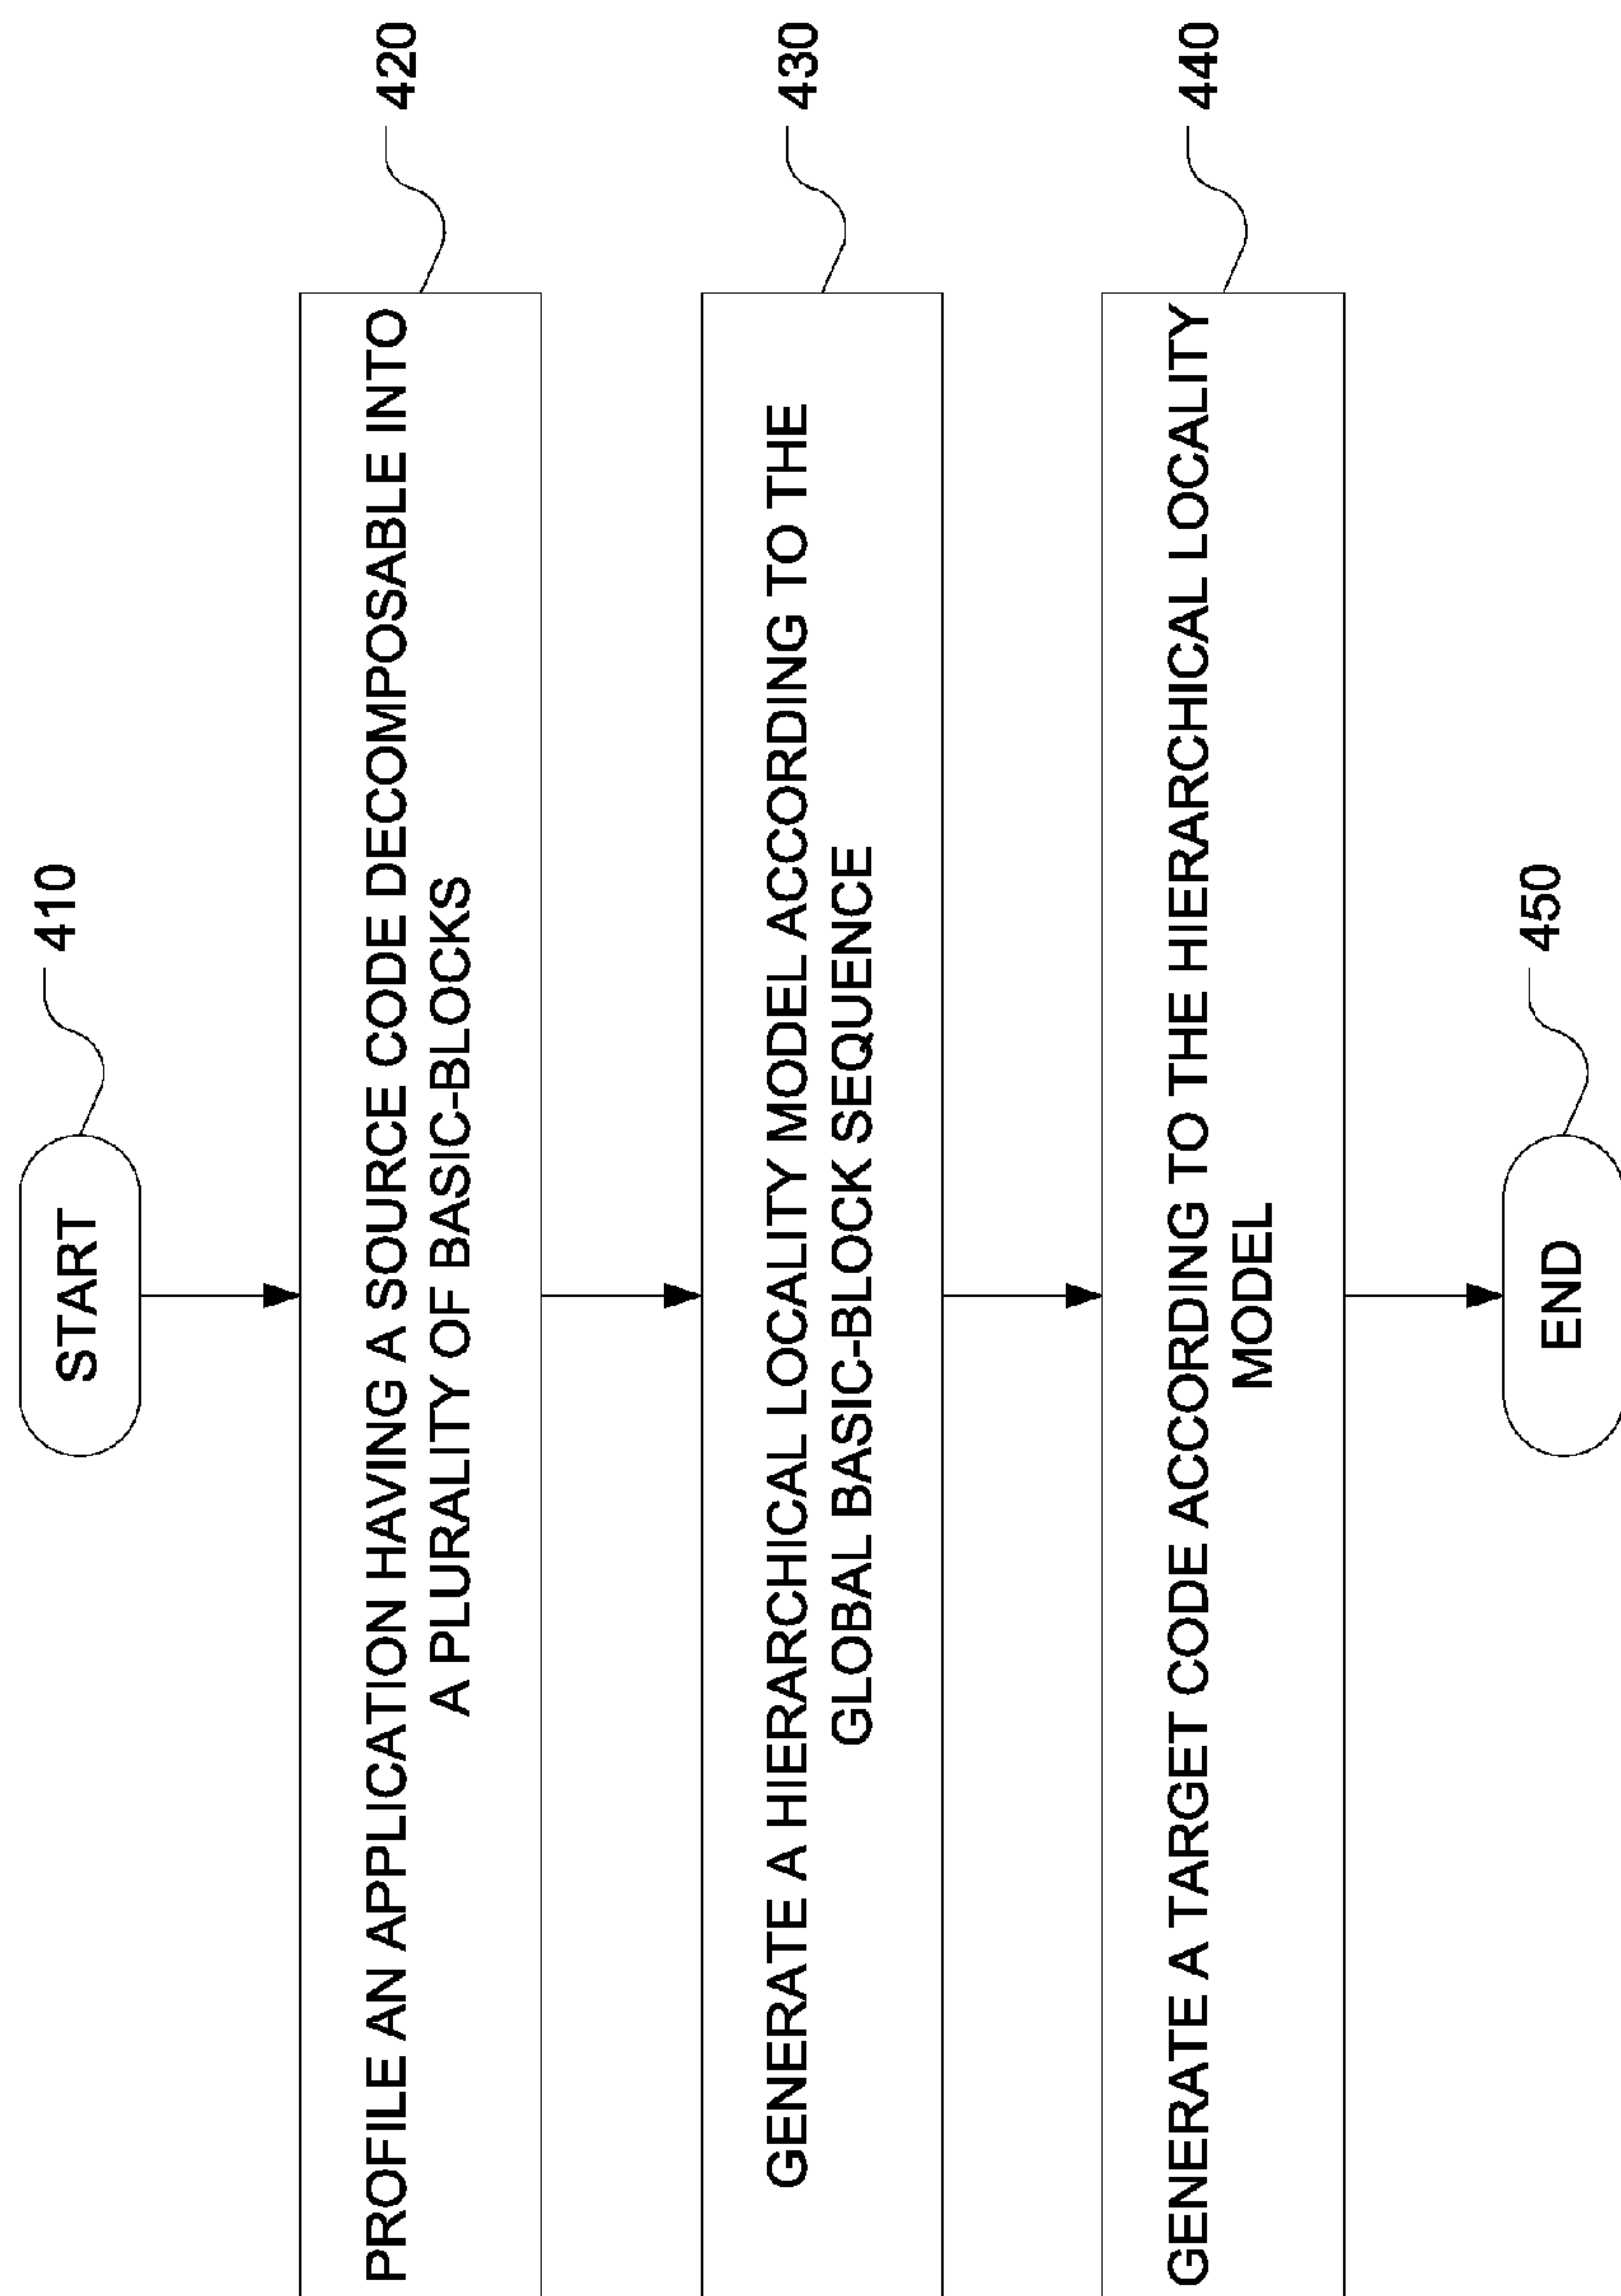 START
410
PROFILE AN APPLICATION HAVING A SOURCE CODE DECOMPOSABLE INTO
A PLURALITY OF BASIC-BLOCKS
420
GENERATE A HIERARCHICAL LOCALITY MODEL ACCORDING TO THE
GLOBAL BASIC-BLOCK SEQUENCE
430
GENERATE A TARGET CODE ACCORDING TO THE HIERARCHICAL LOCALITY
MODEL
440
END
450